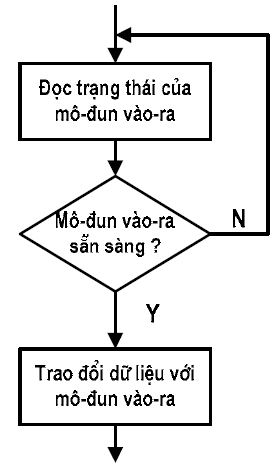 Đọc trạng thái của
mô-đun vào-ra
Mô-đun vào-ra
sẵn sàng ?
N
Y
Trao đổi dữ liệu với
mô-đun vào-ra